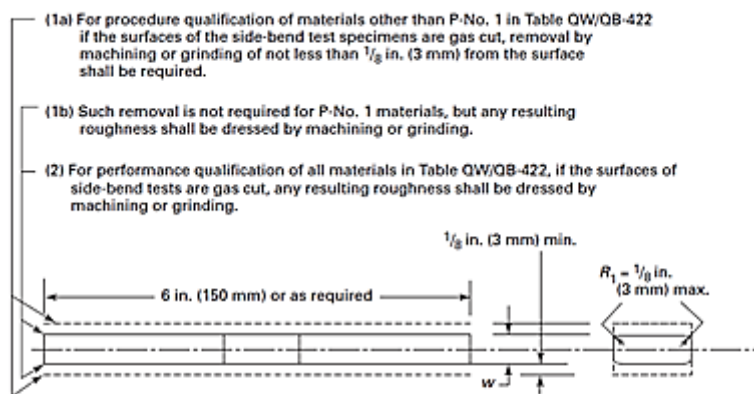 (1a) For procedure qualification of materials other than P-No. 1 in Table QW/QB-422
if the surfaces of the side-bend test specimens are gas cut, removal by
machining or grinding of not less than 1/8 in. (3 mm) from the surface
shall be required.
(1b) Such removal is not required for P-No. 1 materials, but any resulting
roughness shall be dressed by machining or grinding.
(2) For performance qualification of all materials in Table QW/QB-422, if the surfaces of
side-bend tests are gas cut, any resulting roughness shall be dressed by
machining or grinding.
1/8 in. (3 mm) min.
6 in. (150 mm) or as required
R1 = 1/8 in.
(3 mm) max.
w